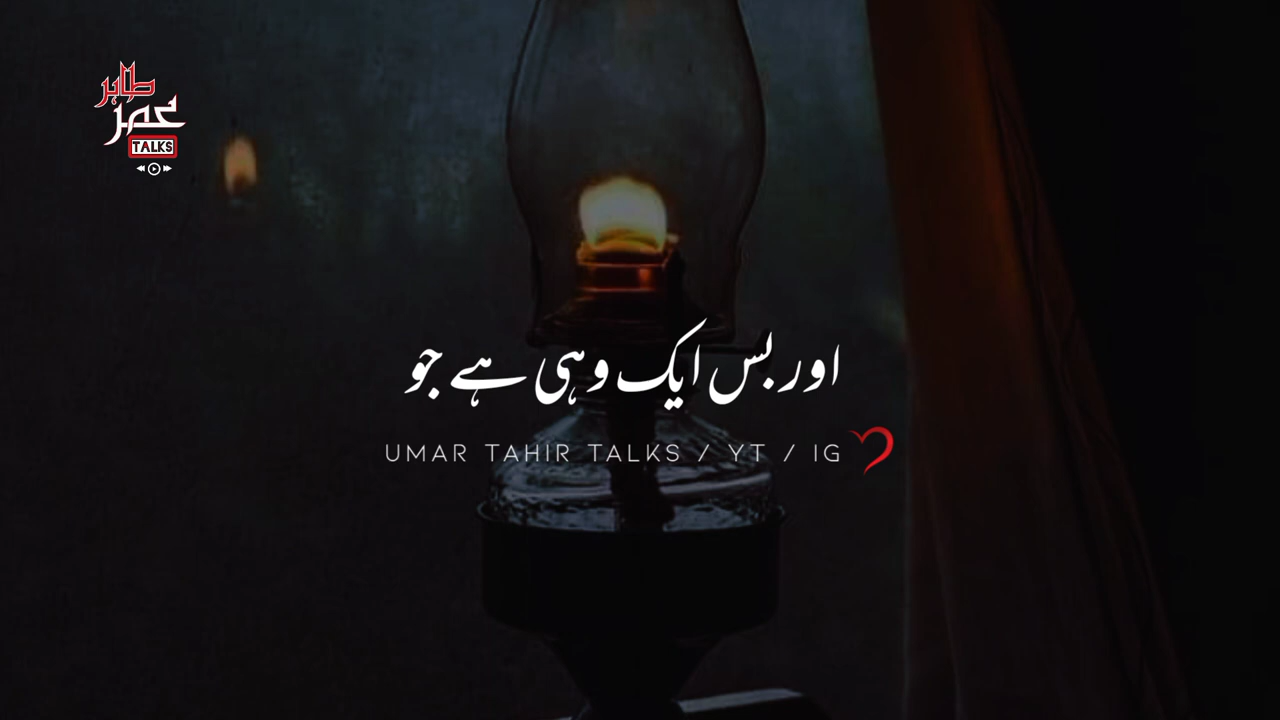 طاہر
عمر
TALKS
اور بس ایک وہی ہے جو
UMAR TAHIR TALKS / YT / IG